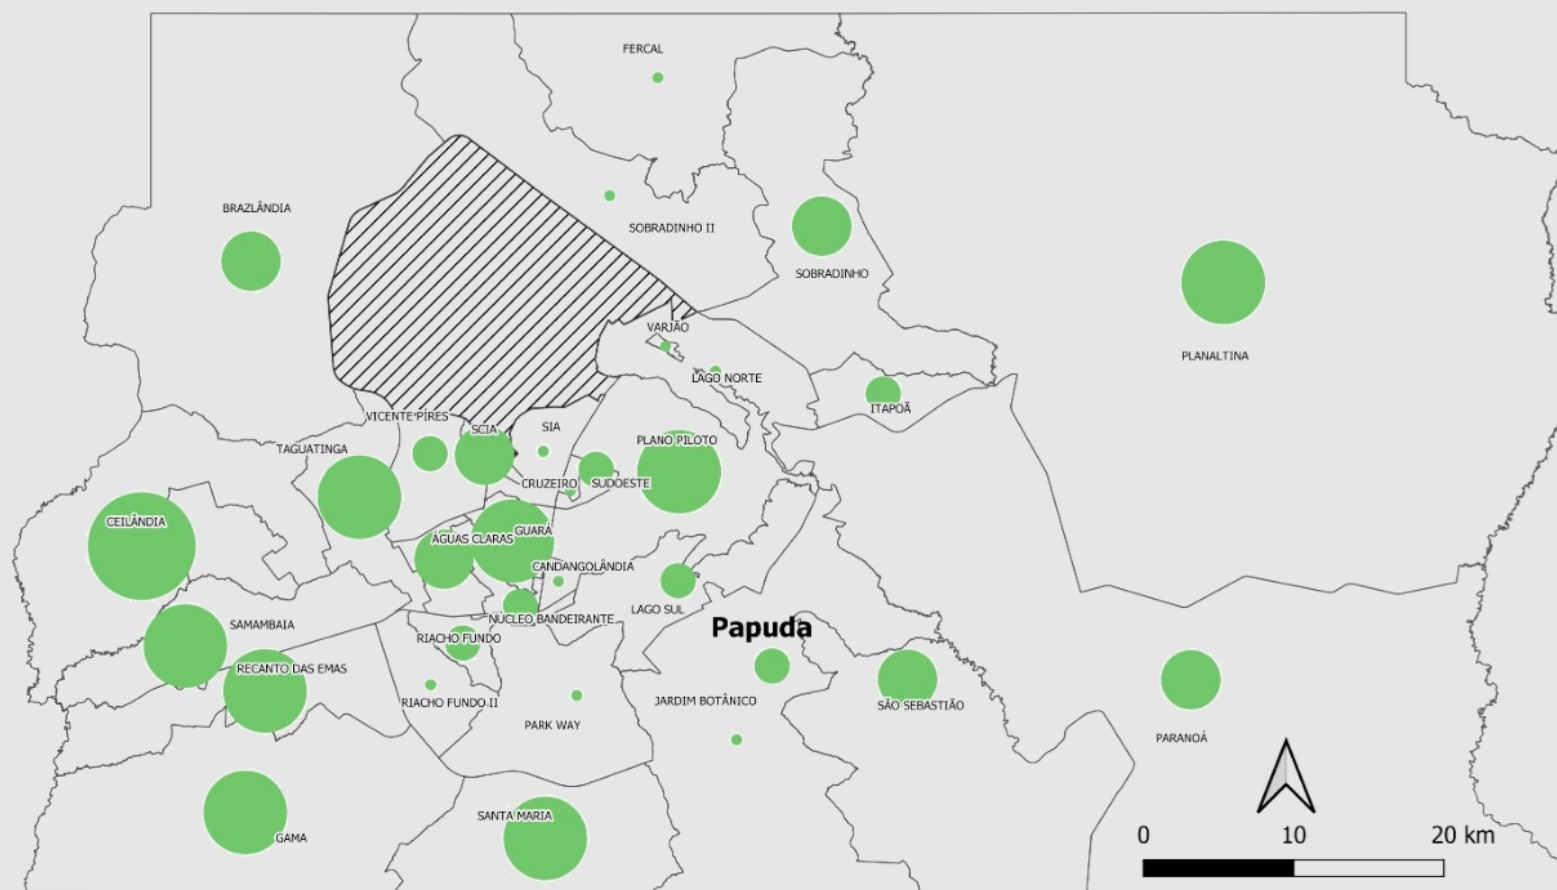 FERCAL
BRAZLÂNDIA
SOBRADINHO II
SOBRADINHO
VARJÃO
PLANALTINA
LAGO NORTE
ITAPOÃ
VICENTE PIRES
SCIA
SIA
TAGUATINGA
PLANO PILOTO
CRUZEIRO
SUDOESTE
CEILÂNDIA
ÁGUAS CLARAS
GUARÁ
CANDANGOLÂNDIA
LAGO SUL
NÚCLEO BANDEIRANTE
SAMAMBAIA
Papuda
RIACHO FUNDO
RECANTO DAS EMAS
RIACHO FUNDO II
JARDIM BOTÂNICO
SÃO SEBASTIÃO
PARK WAY
PARANOÁ
SANTA MARIA
GAMA
0 10 20 km